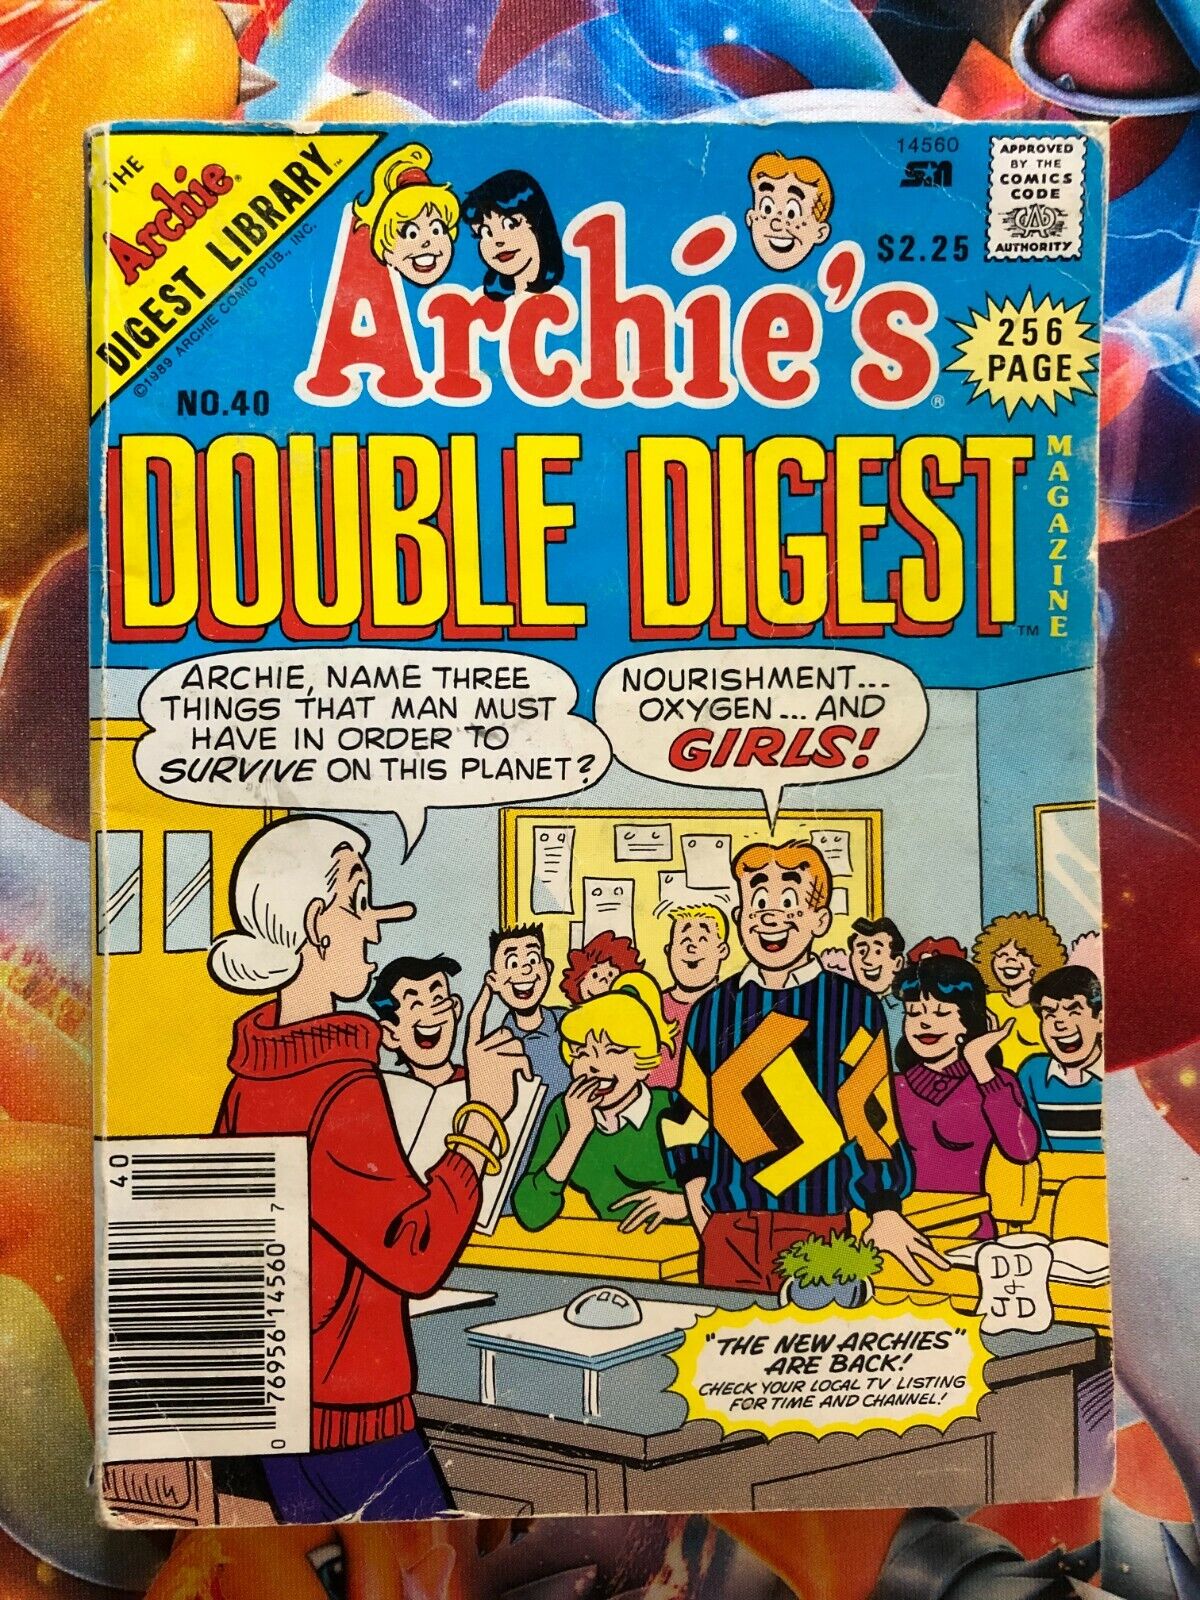 THE
Archie®
DIGEST LIBRARY™
©1989 ARCHIE COMIC PUB., INC.
14560
APPROVED
BY THE
COMICS
CODE
CA
AUTHORITY
$2.25
Archie's®
256
PAGE
NO.40
DOUBLE DIGEST™
MAGAZINE
ARCHIE, NAME THREE
THINGS THAT MAN MUST
HAVE IN ORDER TO
SURVIVE ON THIS PLANET?
NOURISHMENT...
OXYGEN... AND
GIRLS!
DD
&
JD
"THE NEW ARCHIES"
ARE BACK!
CHECK YOUR LOCAL TV LISTING
FOR TIME AND CHANNEL!
40
0 76956 14560 7